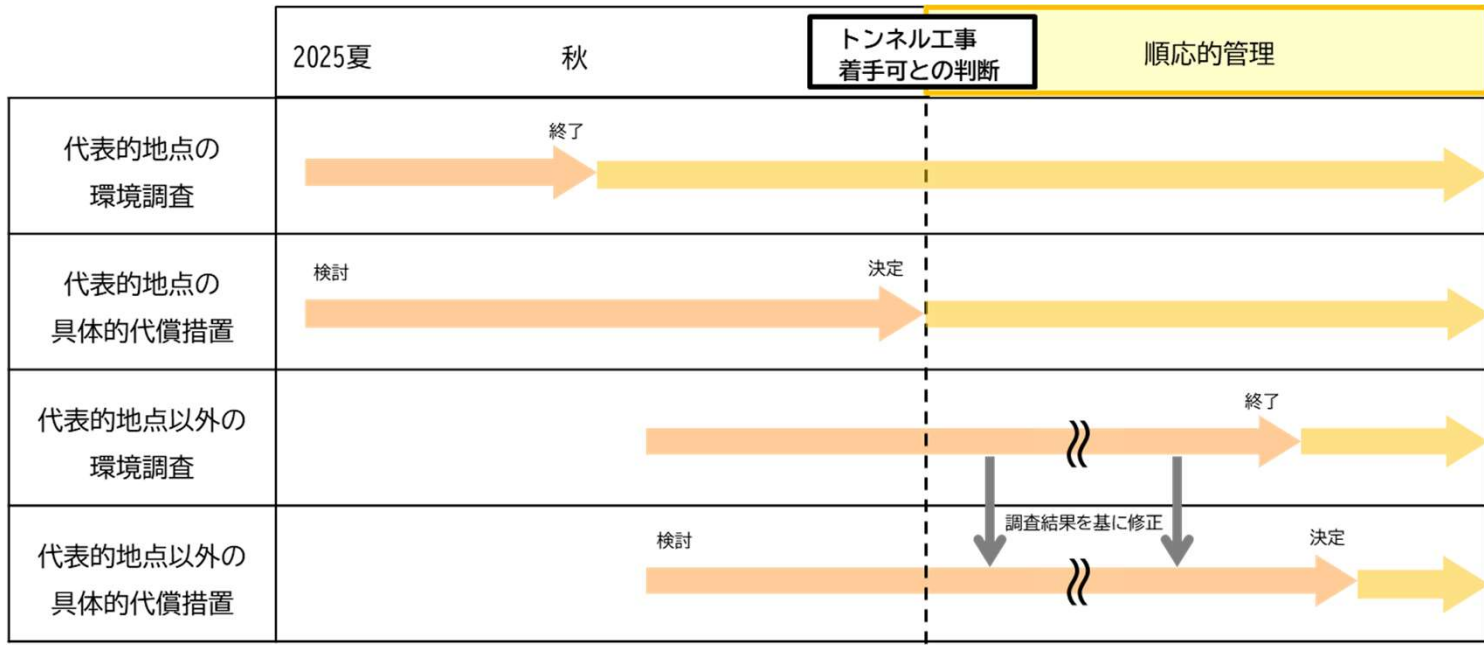 2025夏
秋
トンネル工事
着手可との判断
順応的管理
代表的地点の
環境調査
終了
代表的地点の
具体的代償措置
検討
決定
代表的地点以外の
環境調査
終了
調査結果を基に修正
代表的地点以外の
具体的代償措置
検討
決定